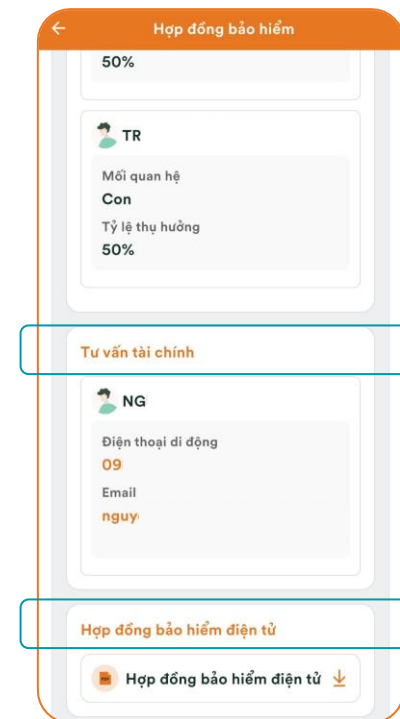 Hợp đồng bảo hiểm
50%
TR
Mối quan hệ
Con
Tỷ lệ thụ hưởng
50%
Tư vấn tài chính
NG
Điện thoại di động
09
Email
nguy
Hợp đồng bảo hiểm điện tử
Hợp đồng bảo hiểm điện tử